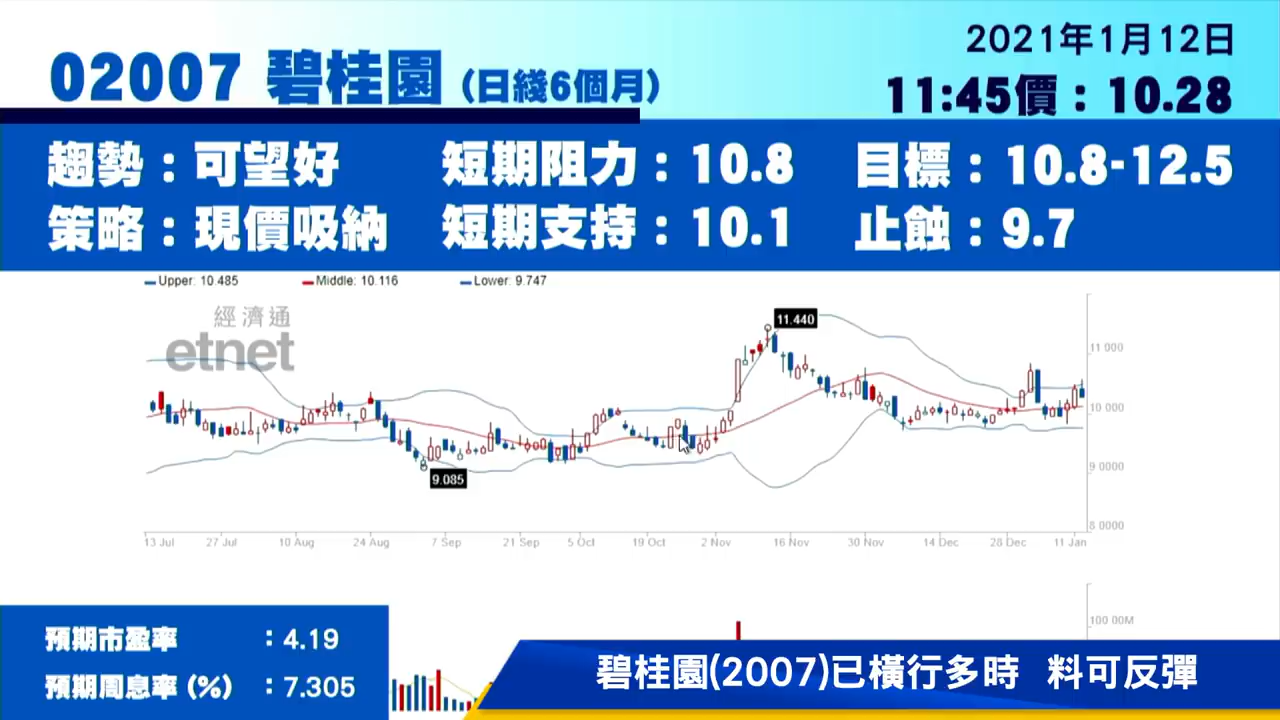 02007 碧桂園 (日綫6個月)
2021年1月12日
11:45價：10.28
趨勢：可望好 短期阻力：10.8 目標：10.8-12.5
策略：現價吸納 短期支持：10.1 止蝕：9.7
Upper: 10.485 Middle: 10.116 Lower: 9.747
經濟通
etnet
11.440
11 000
10 000
9.085
9 0000
8 0000
13 Jul 27 Jul 10 Aug 24 Aug 7 Sep 21 Sep 5 Oct 19 Oct 2 Nov 16 Nov 30 Nov 14 Dec 28 Dec 11 Jan
100 00M
預期市盈率 ：4.19
預期周息率 (%) ：7.305
碧桂園(2007)已橫行多時 料可反彈